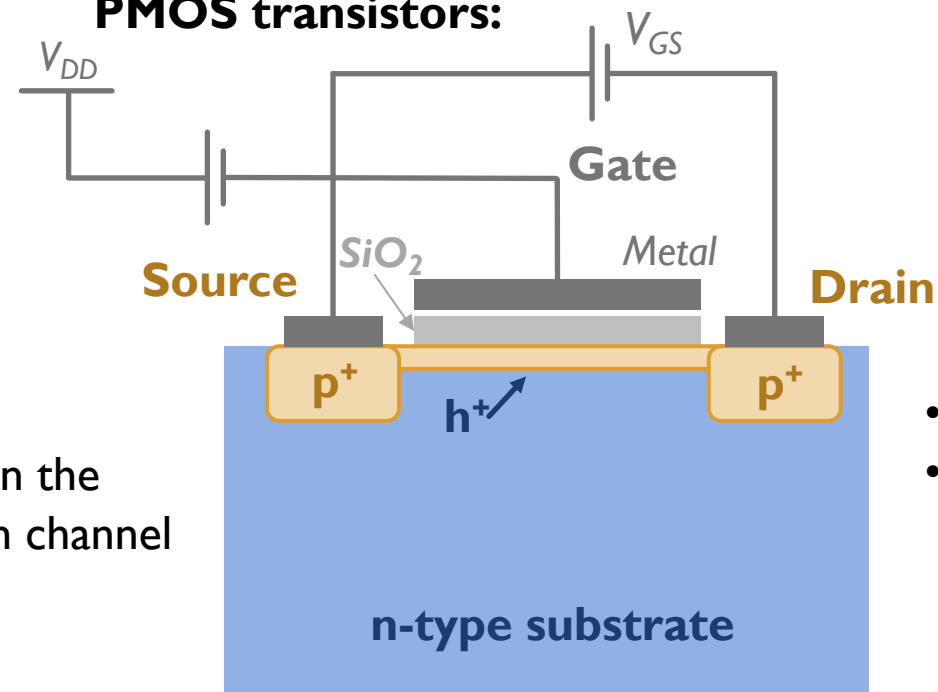 PMOS transistors:
V_GS
V_DD
Gate
SiO₂
Metal
Source
Drain
p⁺
p⁺
h⁺
•
n the
•
n channel
n-type substrate